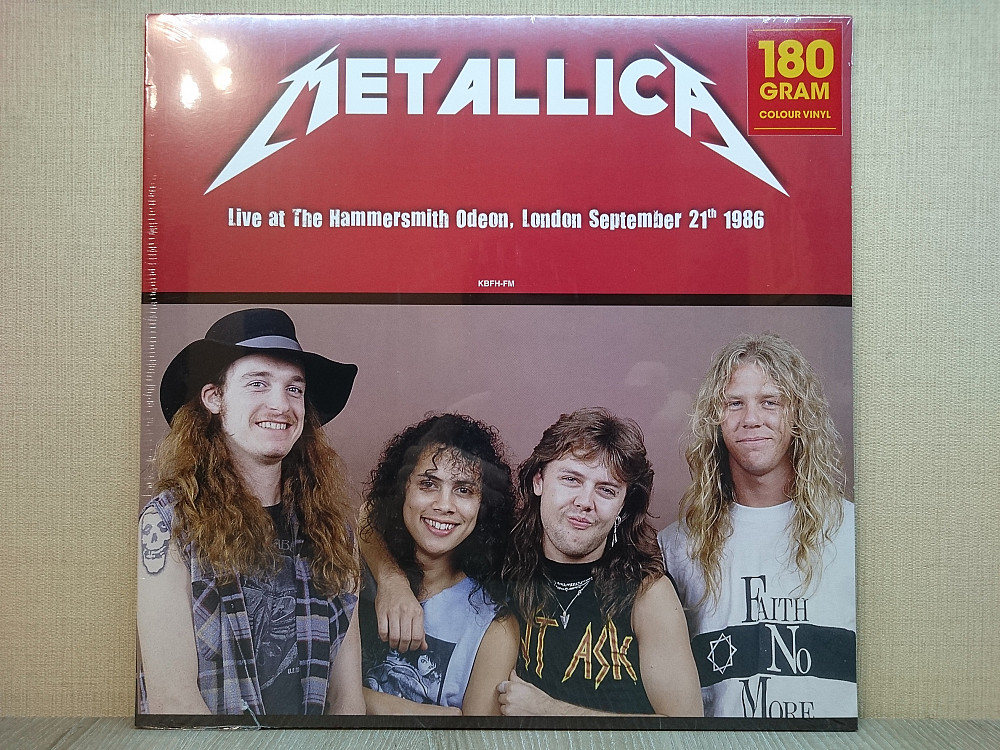 METALLICA
180
GRAM
COLOUR VINYL
Live at The Hammersmith Odeon, London September 21th 1986
KBFH-FM
'T ASK
FAITH
NO
MORE